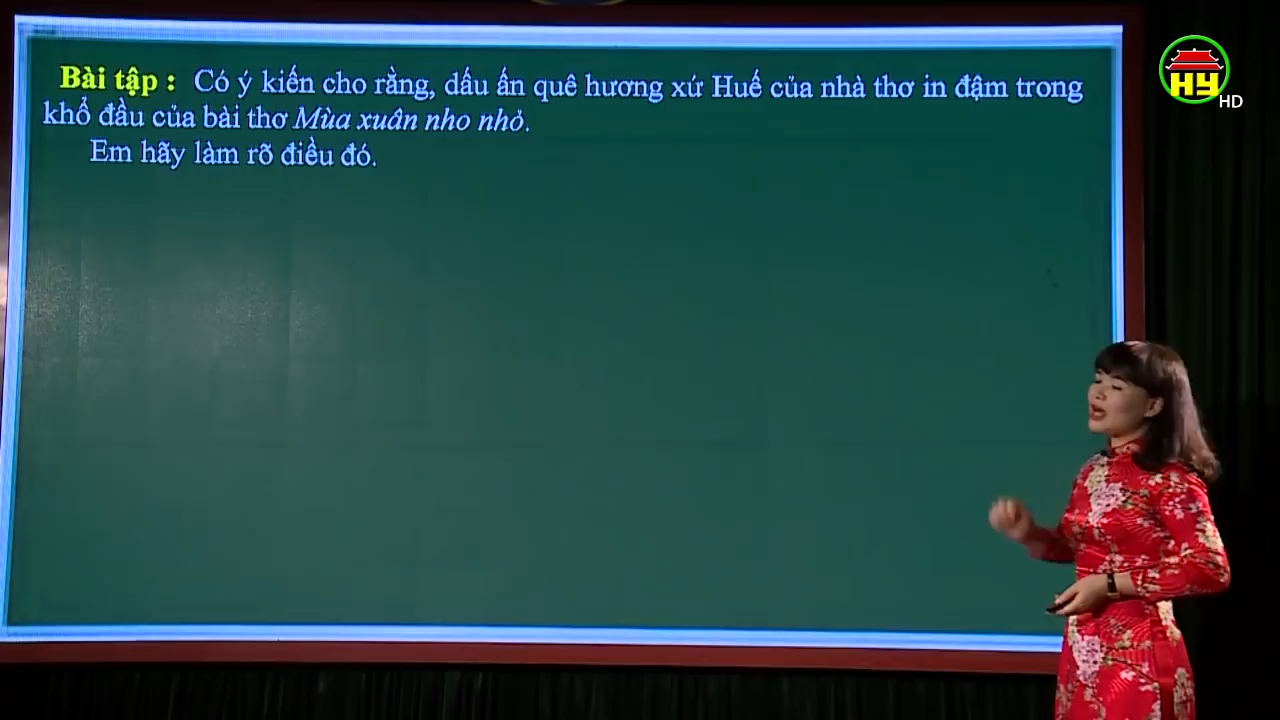 Bài tập : Có ý kiến cho rằng, dấu ấn quê hương xứ Huế của nhà thơ in đậm trong
khổ đầu của bài thơ Mùa xuân nho nhỏ.
Em hãy làm rõ điều đó.
HY
HD